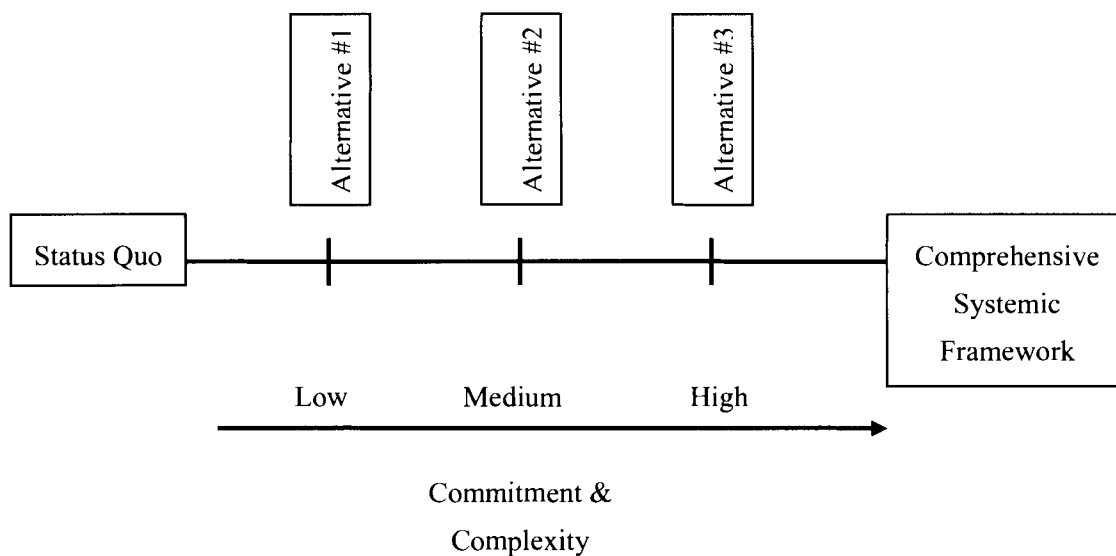 Alternative #1
Alternative #2
Alternative #3
Status Quo
Comprehensive
Systemic
Framework
Low
Medium
High
Commitment &
Complexity